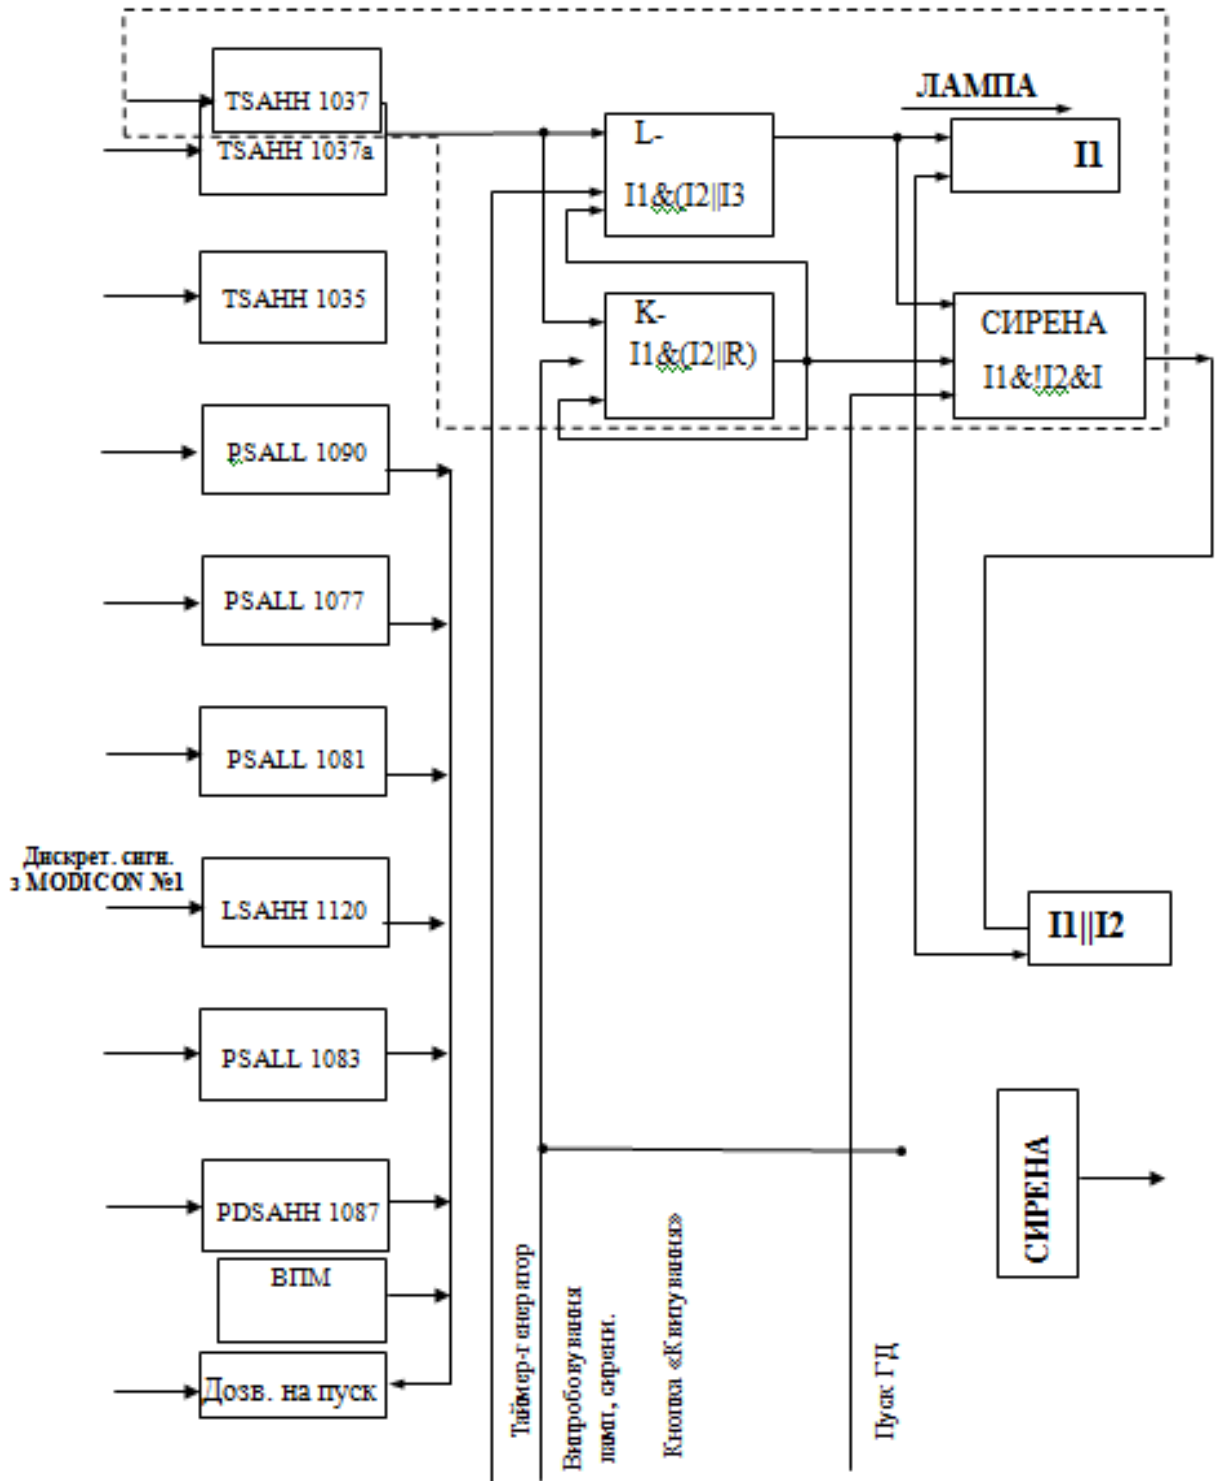 TSAHH 1037
TSAHH 1037а
TSAHH 1035
PSALL 1090
PSALL 1077
PSALL 1081
Дискрет. сигн.
з MODICON №1
LSAHH 1120
PSALL 1083
PDSAHH 1087
ВПМ
Дозв. на пуск
L-
I1&(I2||I3
K-
I1&(I2||R)
ЛАМПА
I1
СИРЕНА
I1&!I2&I
I1||I2
СИРЕНА
Таймер-генератор
Випробовування
ламп, сирени.
Кнопка «Квитування»
Пуск ГД